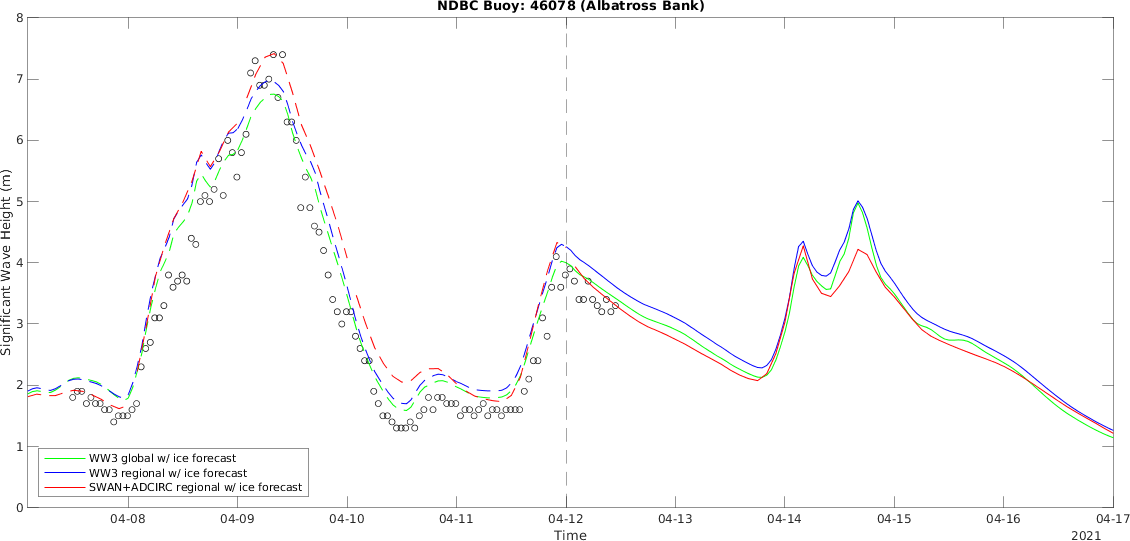 NDBC Buoy: 46078 (Albatross Bank)
8
7
6
5
4
3
2
1
0
Significant Wave Height (m)
WW3 global w/ ice forecast
WW3 regional w/ ice forecast
SWAN+ADCIRC regional w/ ice forecast
04-08 04-09 04-10 04-11 04-12 04-13 04-14 04-15 04-16 04-17
Time
2021